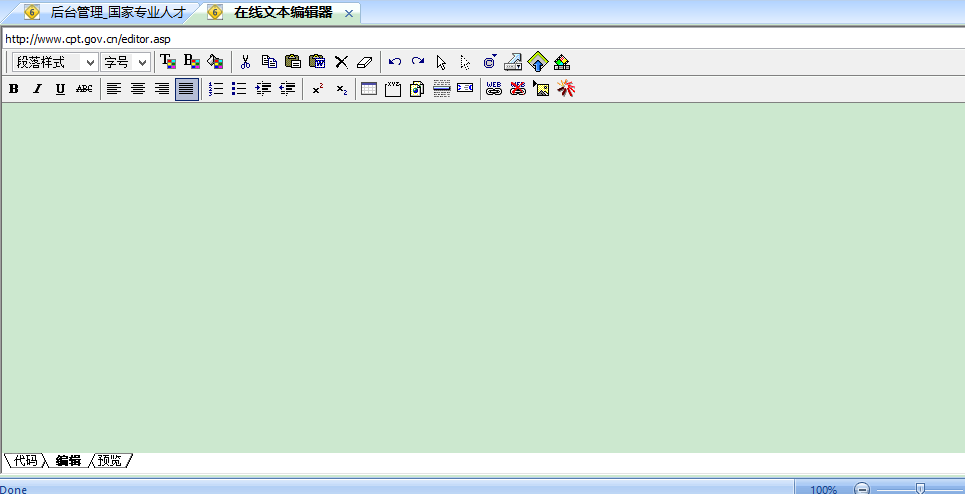 后台管理_国家专业人才 在线文本编辑器
http://www.cpt.gov.cn/editor.asp
段落样式 字号
B I U ABC
代码 编辑 预览
Done 100%